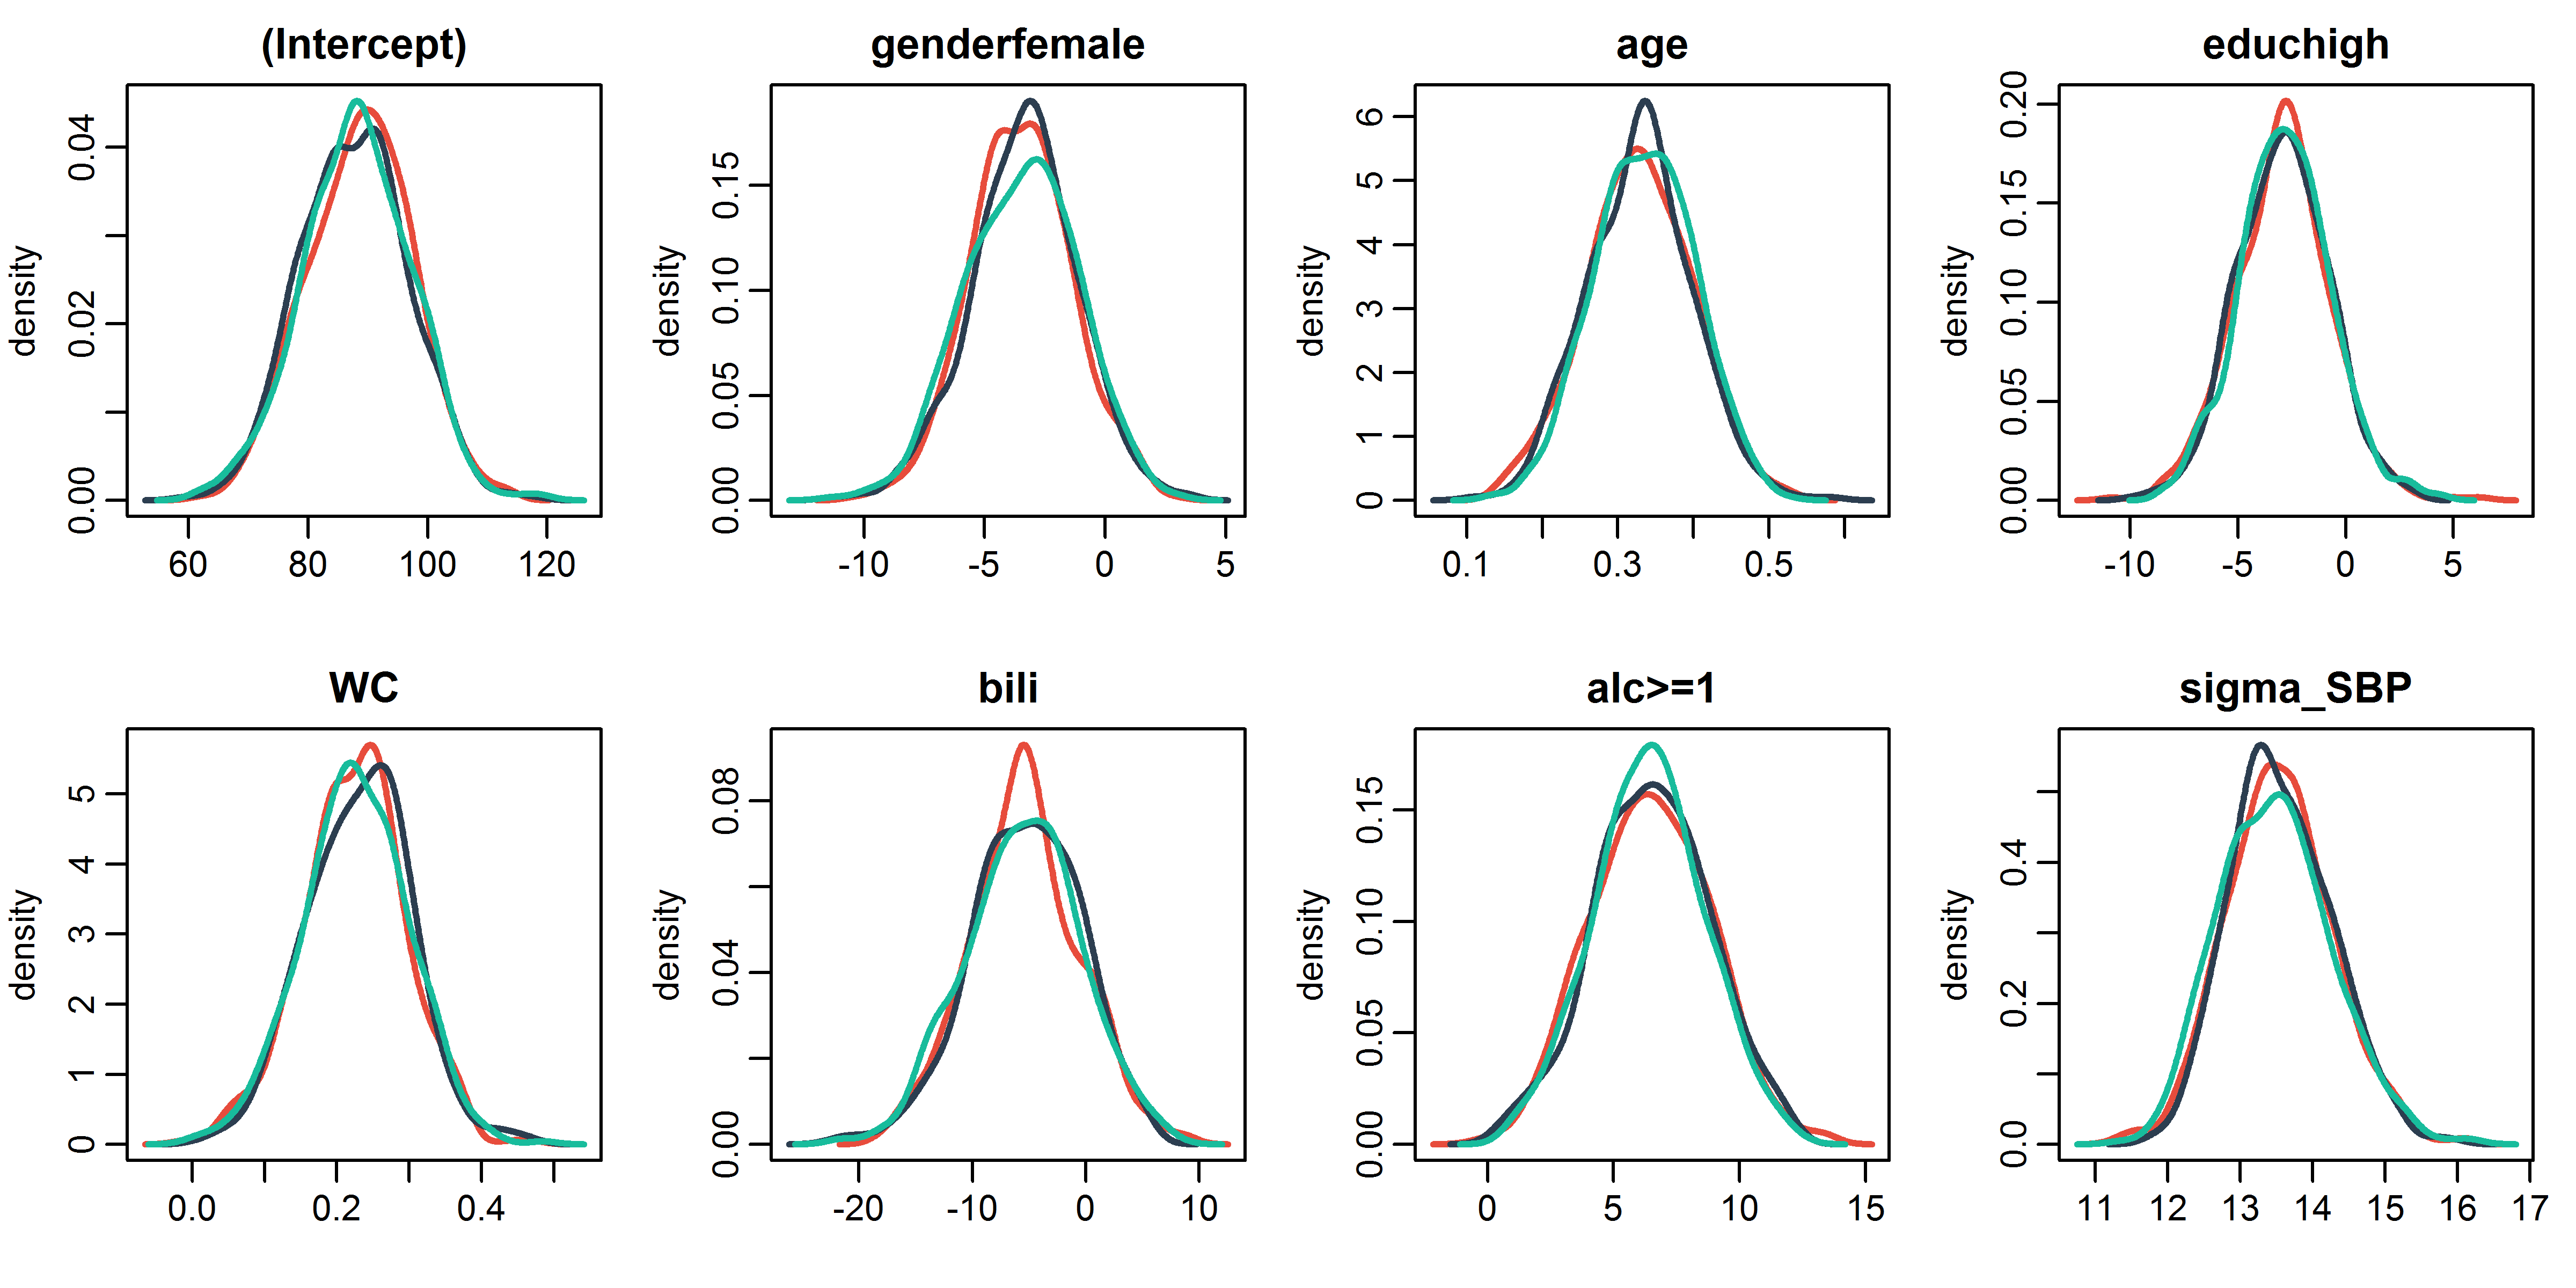 (Intercept)
density
0.00 0.02 0.04
60 80 100 120
genderfemale
density
0.00 0.05 0.10 0.15
-10 -5 0 5
age
density
0 1 2 3 4 5 6
0.1 0.3 0.5
educhigh
density
0.00 0.05 0.10 0.15 0.20
-10 -5 0 5
WC
density
0 1 2 3 4 5
0.0 0.2 0.4
bili
density
0.00 0.04 0.08
-20 -10 0 10
alc>=1
density
0.00 0.05 0.10 0.15
0 5 10 15
sigma_SBP
density
0.0 0.2 0.4
11 12 13 14 15 16 17